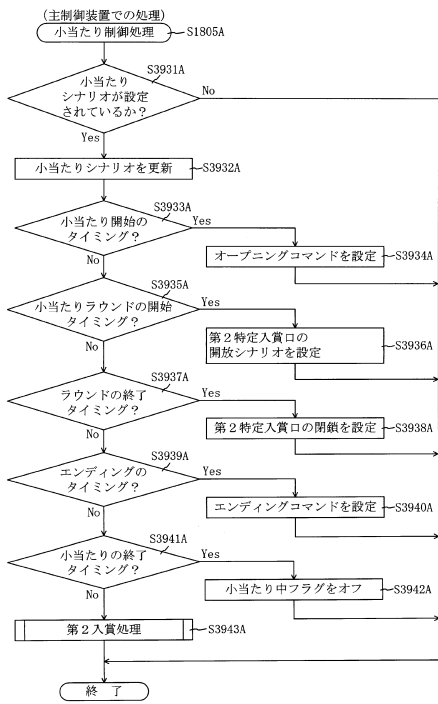 (主制御装置での処理)
小当たり制御処理
S1805A
S3931A
小当たり
シナリオが設定
されているか?
No
Yes
小当たりシナリオを更新
S3932A
S3933A
小当たり開始の
タイミング?
Yes
No
オープニングコマンドを設定
S3934A
S3935A
小当たりラウンドの開始
タイミング?
Yes
No
第2特定入賞口の
開放シナリオを設定
S3936A
S3937A
ラウンドの終了
タイミング?
Yes
No
第2特定入賞口の閉鎖を設定
S3938A
S3939A
エンディングの
タイミング?
Yes
No
エンディングコマンドを設定
S3940A
S3941A
小当たりの終了
タイミング?
Yes
No
小当たり中フラグをオフ
S3942A
第2入賞処理
S3943A
終 了